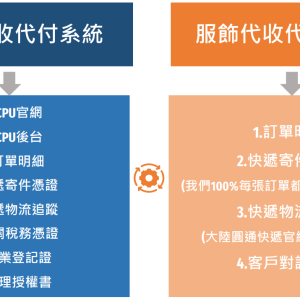 收代付系統
CPU官網
CPU後台
訂單明細
遞寄件憑證
遞物流追蹤
關稅務憑證
業登記證
理授權書
服飾代收代
1.訂單明
2.快遞寄件
(我們100%每張訂單都
3.快遞物流
(大陸圓通快遞官網
4.客戶對